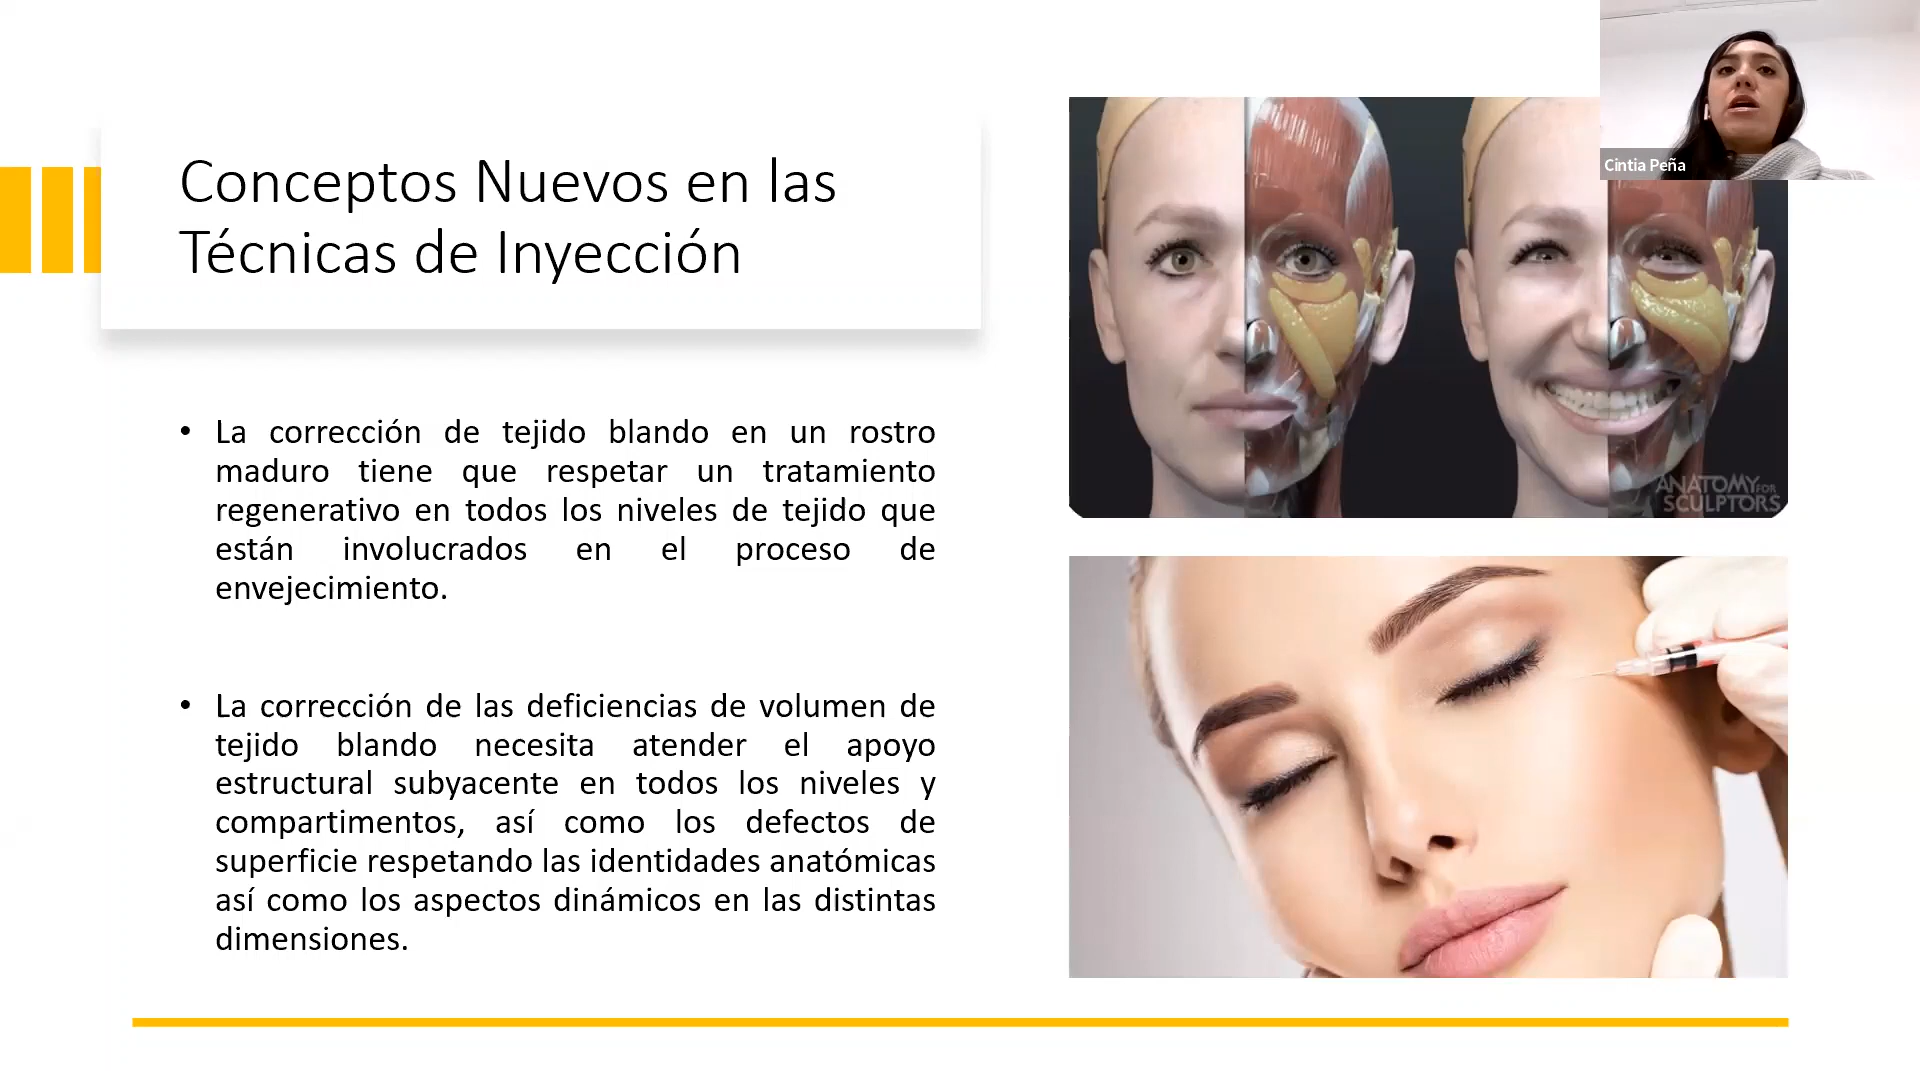 Conceptos Nuevos en las
Técnicas de Inyección
Cintia Peña
ANATOMY FOR
SCULPTORS
• La corrección de tejido blando en un rostro
maduro tiene que respetar un tratamiento
regenerativo en todos los niveles de tejido que
están involucrados en el proceso de
envejecimiento.
• La corrección de las deficiencias de volumen de
tejido blando necesita atender el apoyo
estructural subyacente en todos los niveles y
compartimentos, así como los defectos de
superficie respetando las identidades anatómicas
así como los aspectos dinámicos en las distintas
dimensiones.